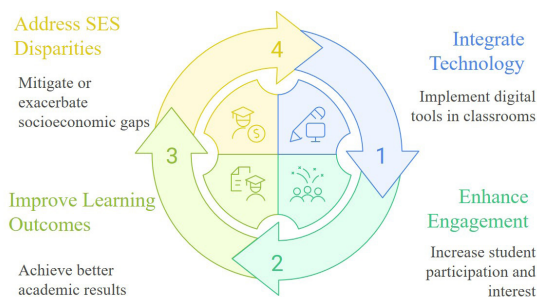 Address SES
Disparities
Mitigate or
exacerbate
socioeconomic gaps
4
Integrate
Technology
Implement digital
tools in classrooms
1
3
$
Improve Learning
Outcomes
Achieve better
academic results
2
Enhance
Engagement
Increase student
participation and
interest